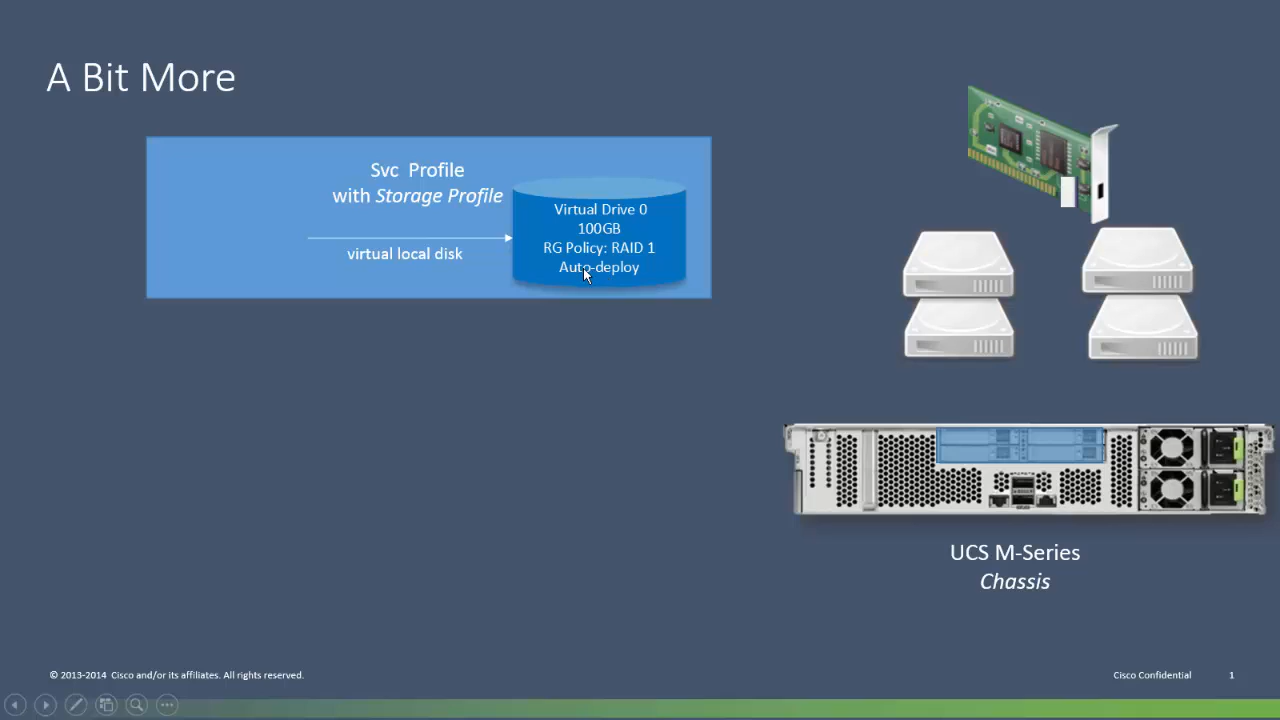 A Bit More
Svc Profile
with Storage Profile
virtual local disk
Virtual Drive 0
100GB
RG Policy: RAID 1
Auto-deploy
UCS M-Series
Chassis
© 2013-2014 Cisco and/or its affiliates. All rights reserved.
Cisco Confidential
1